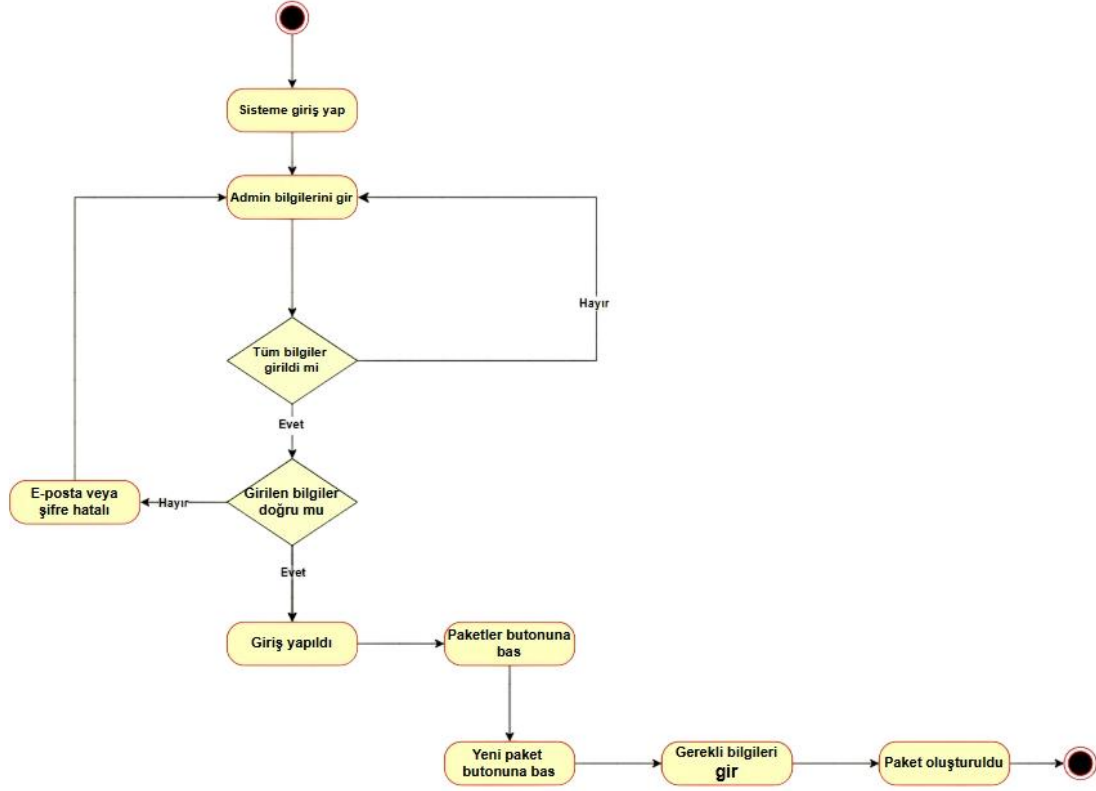 Sisteme giriş yap
Admin bilgilerini gir
Hayır
Tüm bilgiler
girildi mi
Evet
E-posta veya
şifre hatalı
Hayır
Girilen bilgiler
doğru mu
Evet
Giriş yapıldı
Paketler butonuna
bas
Yeni paket
butonuna bas
Gerekli bilgileri
gir
Paket oluşturuldu